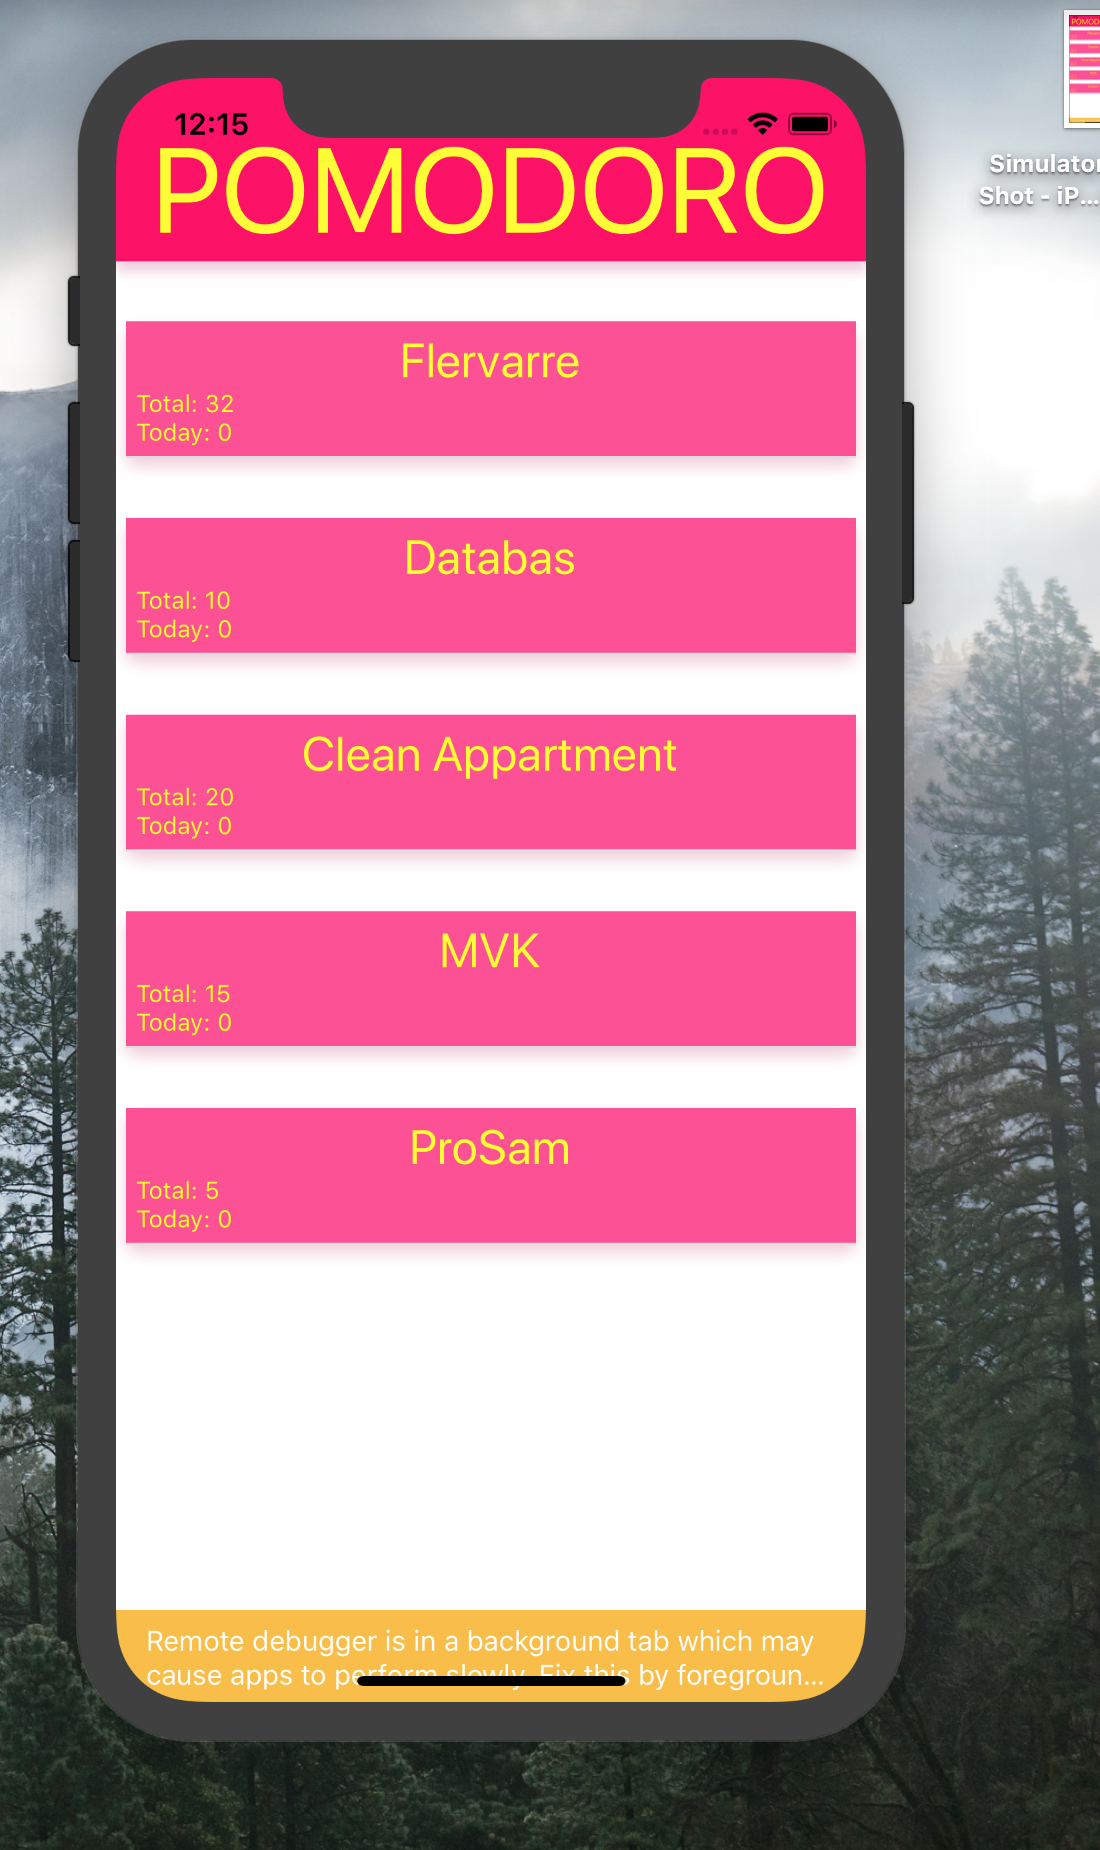 12:15
POMODORO
Flervarre
Total: 32
Today: 0
Databas
Total: 10
Today: 0
Clean Appartment
Total: 20
Today: 0
MVK
Total: 15
Today: 0
ProSam
Total: 5
Today: 0
Remote debugger is in a background tab which may
cause apps to perform slowly. Fix this by foregroun...
Simulator
Shot - iP...